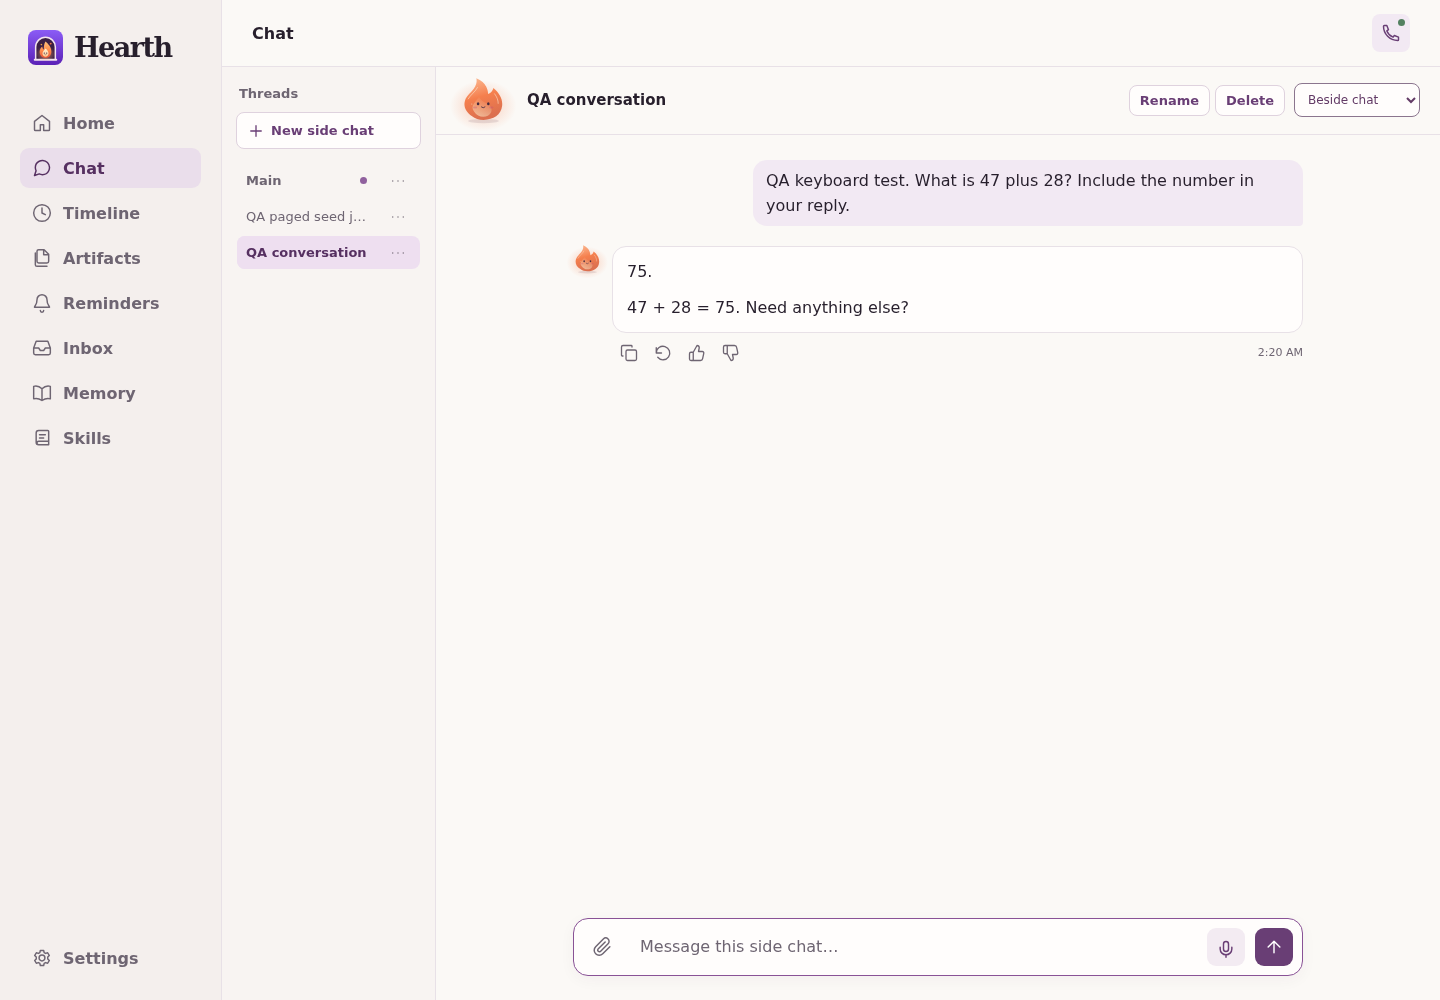 Hearth
Home
Chat
Timeline
Artifacts
Reminders
Inbox
Memory
Skills
Settings
Chat
Threads
New side chat
Main
QA paged seed j...
QA conversation
QA conversation
Rename
Delete
Beside chat
QA keyboard test. What is 47 plus 28? Include the number in
your reply.
75.
47 + 28 = 75. Need anything else?
2:20 AM
Message this side chat...